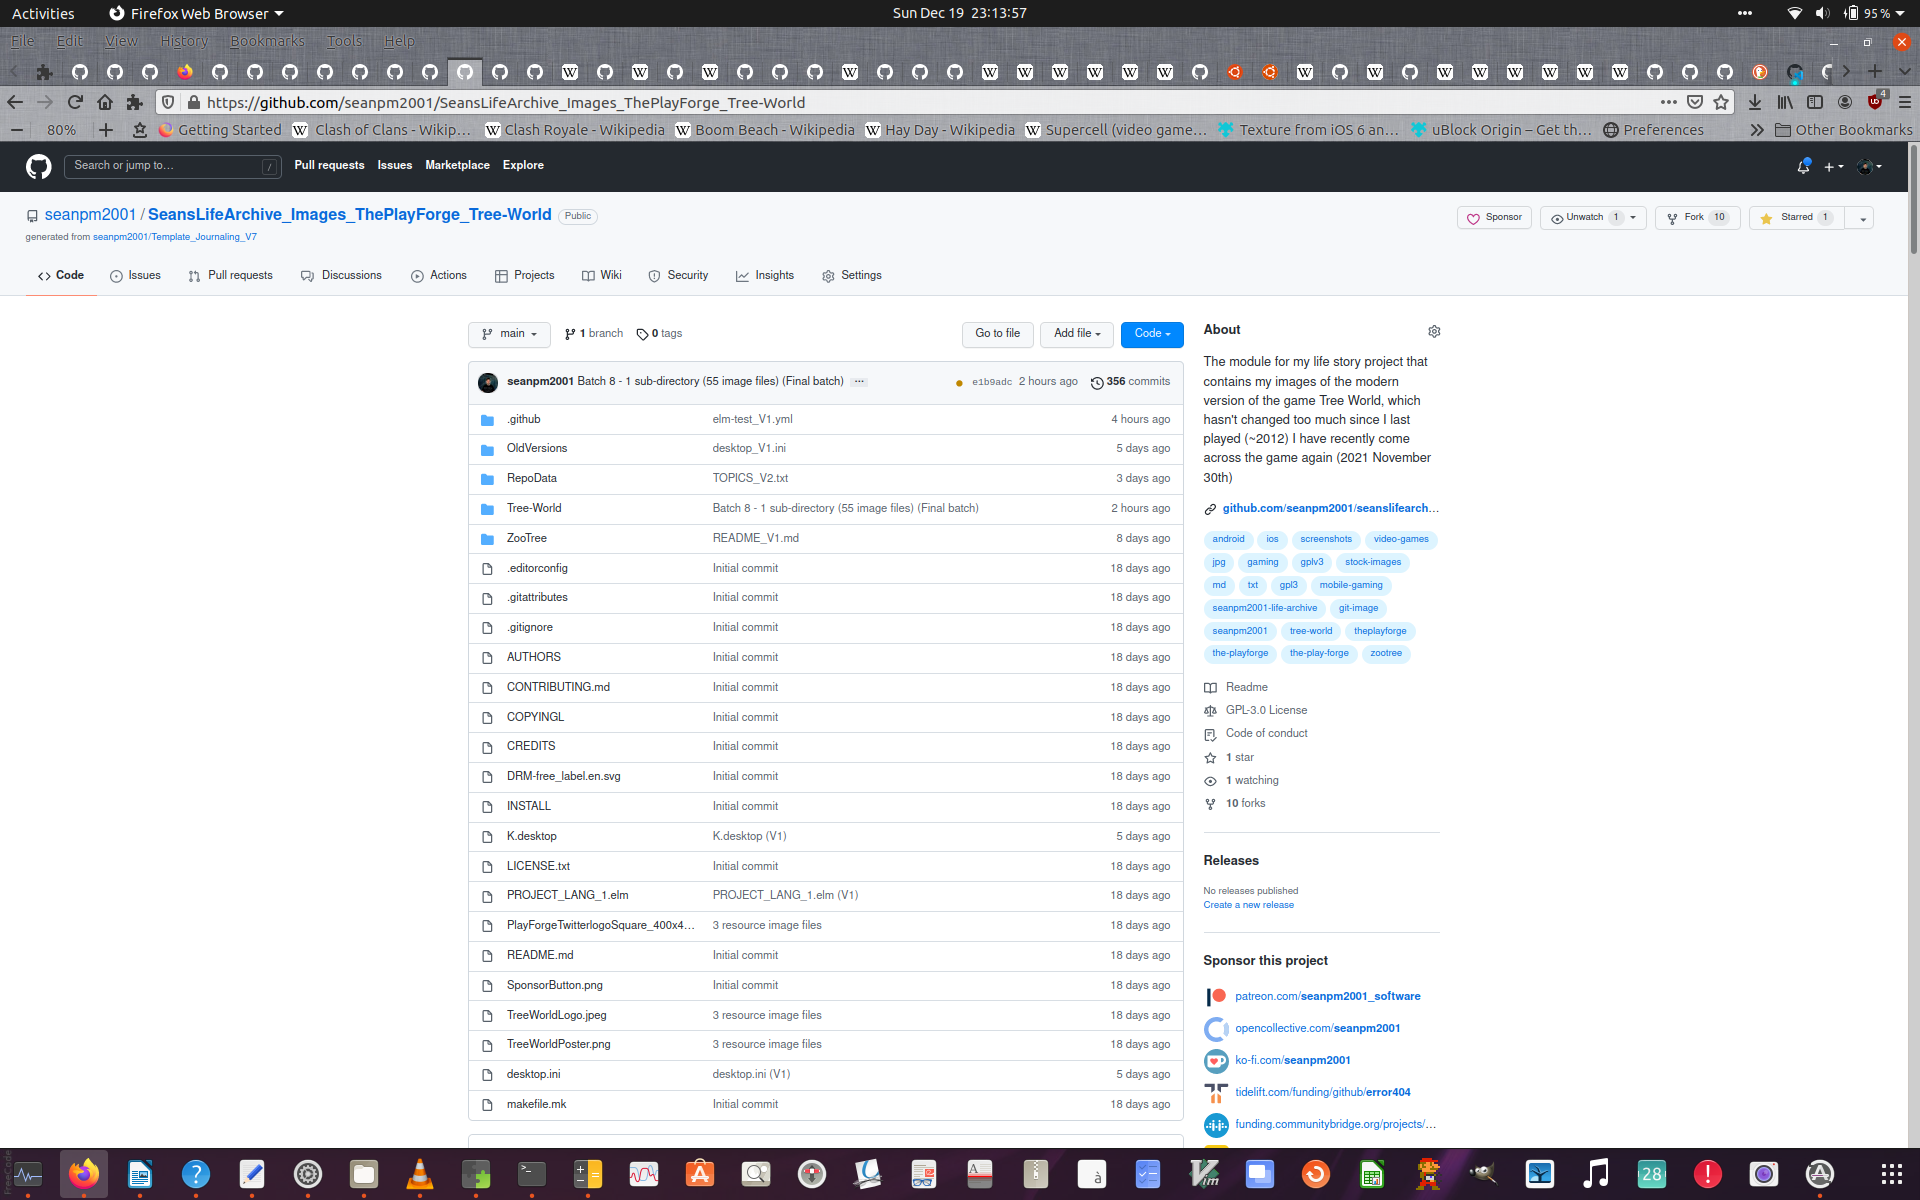 Activities Firefox Web Browser Sun Dec 19 23:13:57 95 %
File Edit View History Bookmarks Tools Help
https://github.com/seanpm2001/SeansLifeArchive_Images_ThePlayForge_Tree-World 4
80% Getting Started Clash of Clans - Wikip… Clash Royale - Wikipedia Boom Beach - Wikipedia Hay Day - Wikipedia Supercell (video game… Texture from iOS 6 an… uBlock Origin – Get th… Preferences Other Bookmarks
Search or jump to… / Pull requests Issues Marketplace Explore
seanpm2001 / SeansLifeArchive_Images_ThePlayForge_Tree-World Public Sponsor Unwatch 1 Fork 10 Starred 1
generated from seanpm2001/Template_Journaling_V7
Code Issues Pull requests Discussions Actions Projects Wiki Security Insights Settings
main 1 branch 0 tags Go to file Add file Code
seanpm2001 Batch 8 - 1 sub-directory (55 image files) (Final batch) … e1b9adc 2 hours ago 356 commits
.github elm-test_V1.yml 4 hours ago
OldVersions desktop_V1.ini 5 days ago
RepoData TOPICS_V2.txt 3 days ago
Tree-World Batch 8 - 1 sub-directory (55 image files) (Final batch) 2 hours ago
ZooTree README_V1.md 8 days ago
.editorconfig Initial commit 18 days ago
.gitattributes Initial commit 18 days ago
.gitignore Initial commit 18 days ago
AUTHORS Initial commit 18 days ago
CONTRIBUTING.md Initial commit 18 days ago
COPYINGL Initial commit 18 days ago
CREDITS Initial commit 18 days ago
DRM-free_label.en.svg Initial commit 18 days ago
INSTALL Initial commit 18 days ago
K.desktop K.desktop (V1) 5 days ago
LICENSE.txt Initial commit 18 days ago
PROJECT_LANG_1.elm PROJECT_LANG_1.elm (V1) 18 days ago
PlayForgeTwitterlogoSquare_400x4… 3 resource image files 18 days ago
README.md Initial commit 18 days ago
SponsorButton.png Initial commit 18 days ago
TreeWorldLogo.jpeg 3 resource image files 18 days ago
TreeWorldPoster.png 3 resource image files 18 days ago
desktop.ini desktop.ini (V1) 5 days ago
makefile.mk Initial commit 18 days ago
About
The module for my life story project that
contains my images of the modern
version of the game Tree World, which
hasn't changed too much since I last
played (~2012) I have recently come
across the game again (2021 November
30th)
github.com/seanpm2001/seanslifearch…
android ios screenshots video-games
jpg gaming gplv3 stock-images
md txt gpl3 mobile-gaming
seanpm2001-life-archive git-image
seanpm2001 tree-world theplayforge
the-playforge the-play-forge zootree
Readme
GPL-3.0 License
Code of conduct
1 star
1 watching
10 forks
Releases
No releases published
Create a new release
Sponsor this project
patreon.com/seanpm2001_software
opencollective.com/seanpm2001
ko-fi.com/seanpm2001
tidelift.com/funding/github/error404
funding.communitybridge.org/projects/…
28